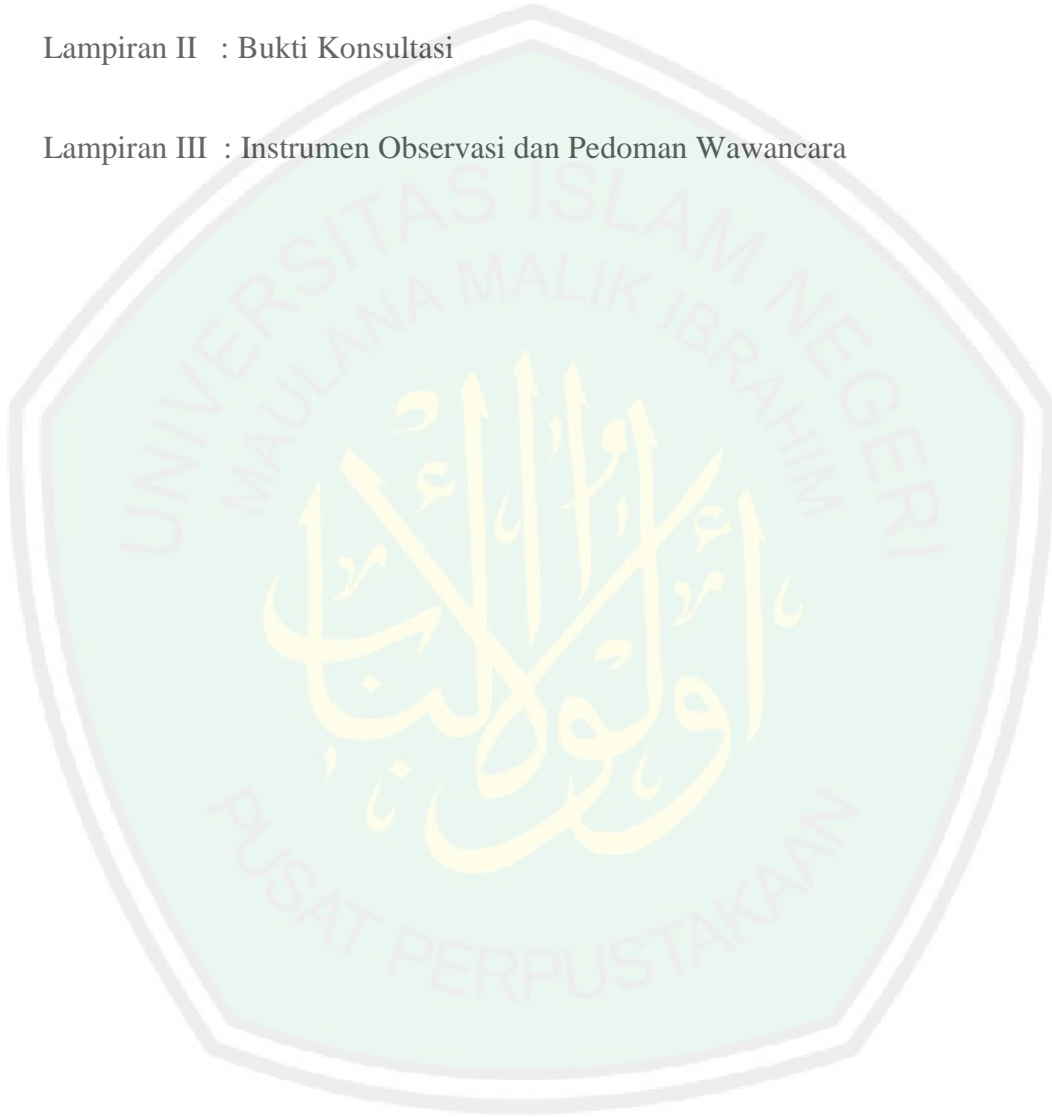 Lampiran II : Bukti Konsultasi
Lampiran III : Instrumen Observasi dan Pedoman Wawancara
UNIVERSITAS ISLAM NEGERI
MAULANA MALIK IBRAHIM
أولوا الألباب
PUSAT PERPUSTAKAAN